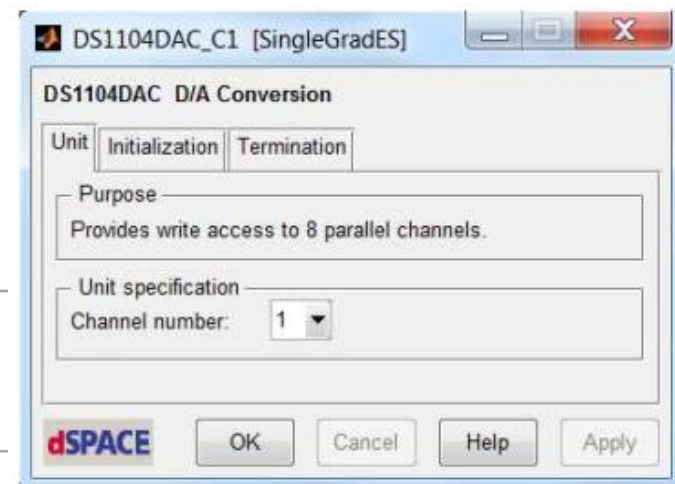 DS1104DAC_C1 [SingleGradES]
DS1104DAC D/A Conversion
Unit Initialization Termination
Purpose
Provides write access to 8 parallel channels.
Unit specification
Channel number: 1
dSPACE OK Cancel Help Apply